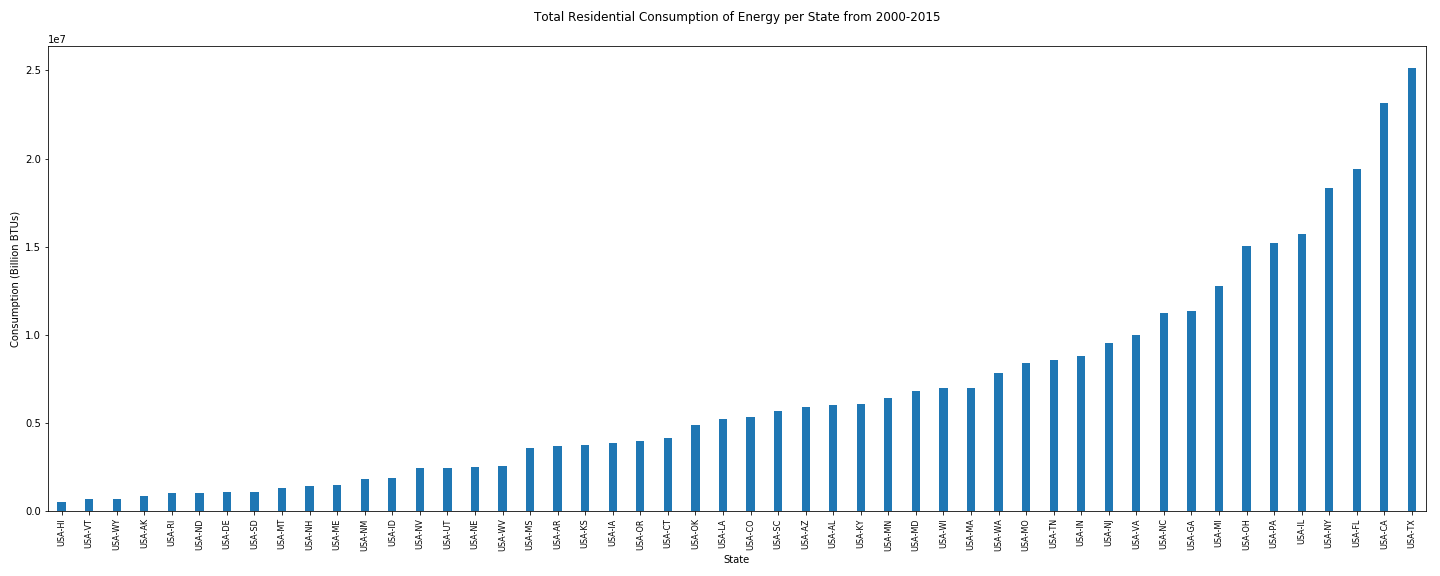 Total Residential Consumption of Energy per State from 2000-2015
1e7
2.5
2.0
1.5
1.0
0.5
0.0
Consumption (Billion BTUs)
USA-HI
USA-VT
USA-WY
USA-AK
USA-RI
USA-ND
USA-DE
USA-SD
USA-MT
USA-NH
USA-ME
USA-NM
USA-ID
USA-NV
USA-UT
USA-NE
USA-WV
USA-MS
USA-AR
USA-KS
USA-IA
USA-OR
USA-CT
USA-OK
USA-LA
USA-CO
USA-SC
USA-AZ
USA-AL
USA-KY
USA-MN
USA-MD
USA-WI
USA-MA
USA-WA
USA-MO
USA-TN
USA-IN
USA-NJ
USA-VA
USA-NC
USA-GA
USA-MI
USA-OH
USA-PA
USA-IL
USA-NY
USA-FL
USA-CA
USA-TX
State